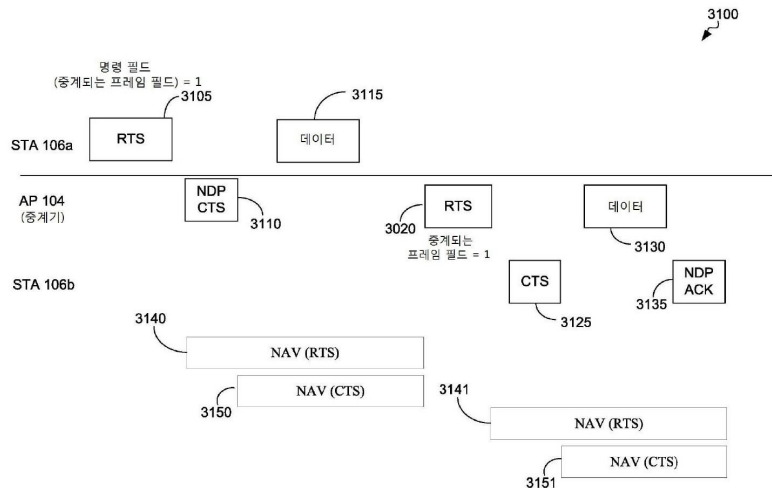 3100
명령 필드
(중계되는 프레임 필드) = 1
3105
3115
STA 106a
RTS
데이터
AP 104
(중계기)
NDP
CTS
3110
3020
RTS
중계되는
프레임 필드 = 1
데이터
3130
STA 106b
CTS
3125
3135
NDP
ACK
3140
NAV (RTS)
3150
NAV (CTS)
3141
NAV (RTS)
3151
NAV (CTS)